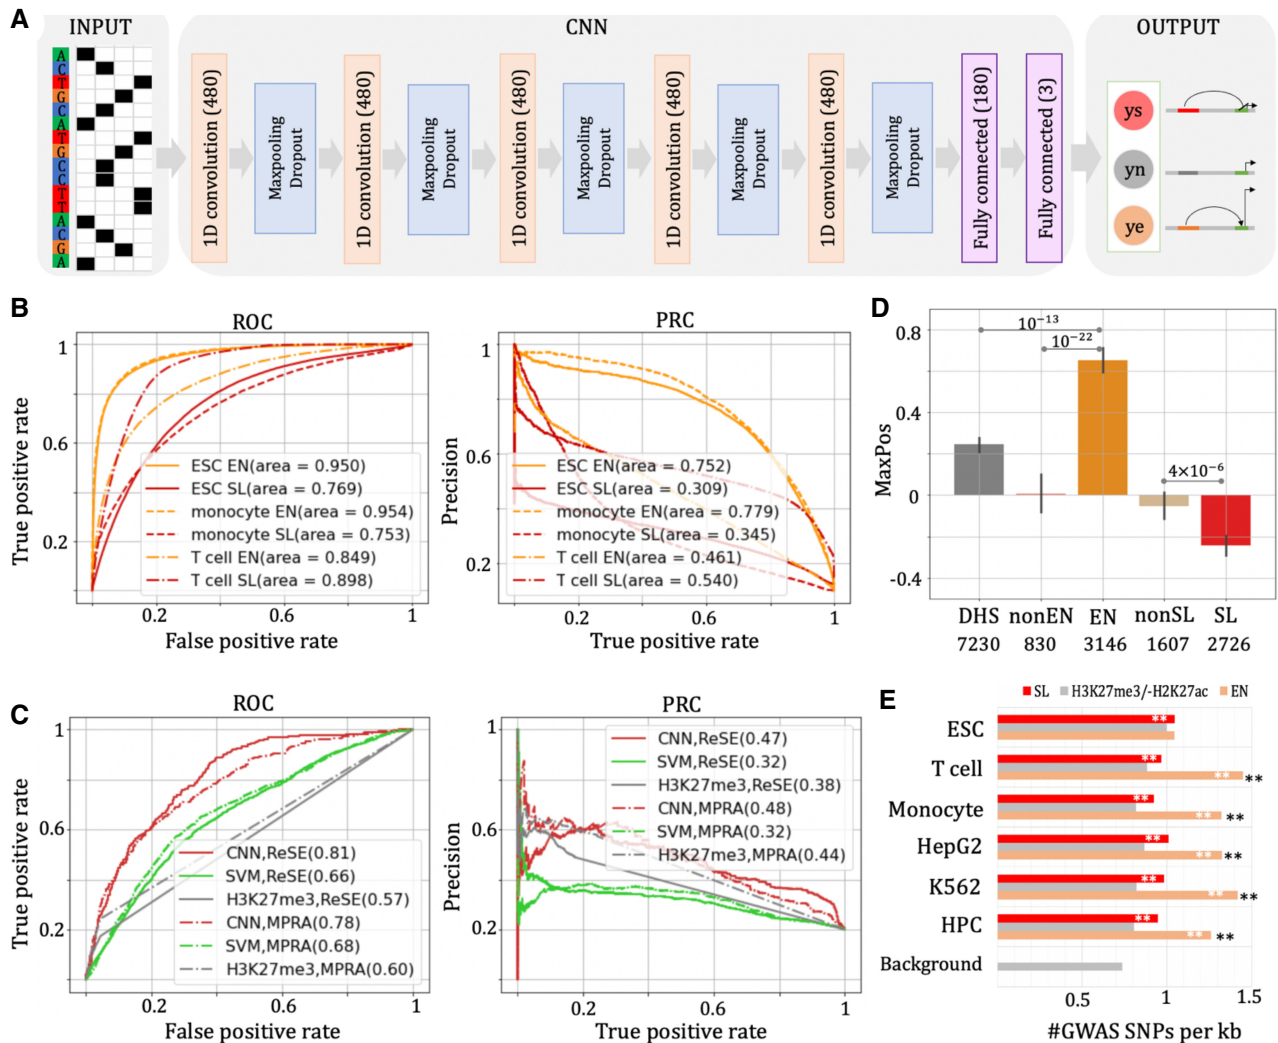 A
INPUT
CNN
OUTPUT
A
C
T
G
C
A
T
G
C
C
T
T
A
C
G
A
1D convolution (480)
Maxpooling
Dropout
1D convolution (480)
Maxpooling
Dropout
1D convolution (480)
Maxpooling
Dropout
1D convolution (480)
Maxpooling
Dropout
1D convolution (480)
Maxpooling
Dropout
Fully connected (180)
Fully connected (3)
ys
yn
ye
B
ROC
True positive rate
1
0.6
0.2
ESC EN(area = 0.950)
ESC SL(area = 0.769)
monocyte EN(area = 0.954)
monocyte SL(area = 0.753)
T cell EN(area = 0.849)
T cell SL(area = 0.898)
0.2
0.6
1
False positive rate
PRC
Precision
1
0.6
0.2
ESC EN(area = 0.752)
ESC SL(area = 0.309)
monocyte EN(area = 0.779)
monocyte SL(area = 0.345)
T cell EN(area = 0.461)
T cell SL(area = 0.540)
0.2
0.6
1
True positive rate
D
MaxPos
0.8
0.4
0
-0.4
10⁻¹³
10⁻²²
4×10⁻⁶
DHS nonEN EN nonSL SL
7230 830 3146 1607 2726
C
ROC
True positive rate
1
0.6
0.2
CNN,ReSE(0.81)
SVM,ReSE(0.66)
H3K27me3,ReSE(0.57)
CNN,MPRA(0.78)
SVM,MPRA(0.68)
H3K27me3,MPRA(0.60)
0.2
0.6
1
False positive rate
PRC
Precision
1
0.6
0.2
CNN,ReSE(0.47)
SVM,ReSE(0.32)
H3K27me3,ReSE(0.38)
CNN,MPRA(0.48)
SVM,MPRA(0.32)
H3K27me3,MPRA(0.44)
0.2
0.6
1
True positive rate
E
SL H3K27me3/-H2K27ac EN
ESC **
T cell ** ** **
Monocyte ** ** **
HepG2 ** ** **
K562 ** ** **
HPC ** ** **
Background
0.5 1 1.5
#GWAS SNPs per kb